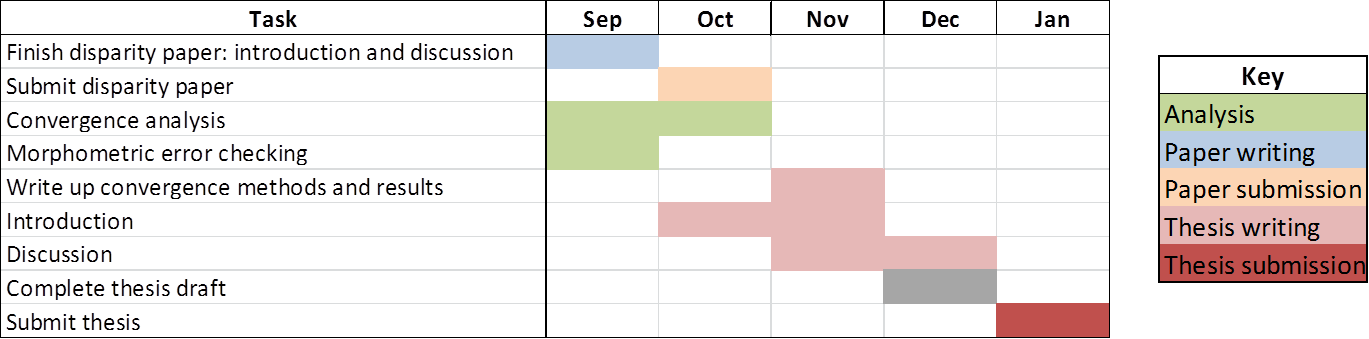 Task Sep Oct Nov Dec Jan
Finish disparity paper: introduction and discussion
Submit disparity paper
Convergence analysis
Morphometric error checking
Write up convergence methods and results
Introduction
Discussion
Complete thesis draft
Submit thesis
Key
Analysis
Paper writing
Paper submission
Thesis writing
Thesis submission